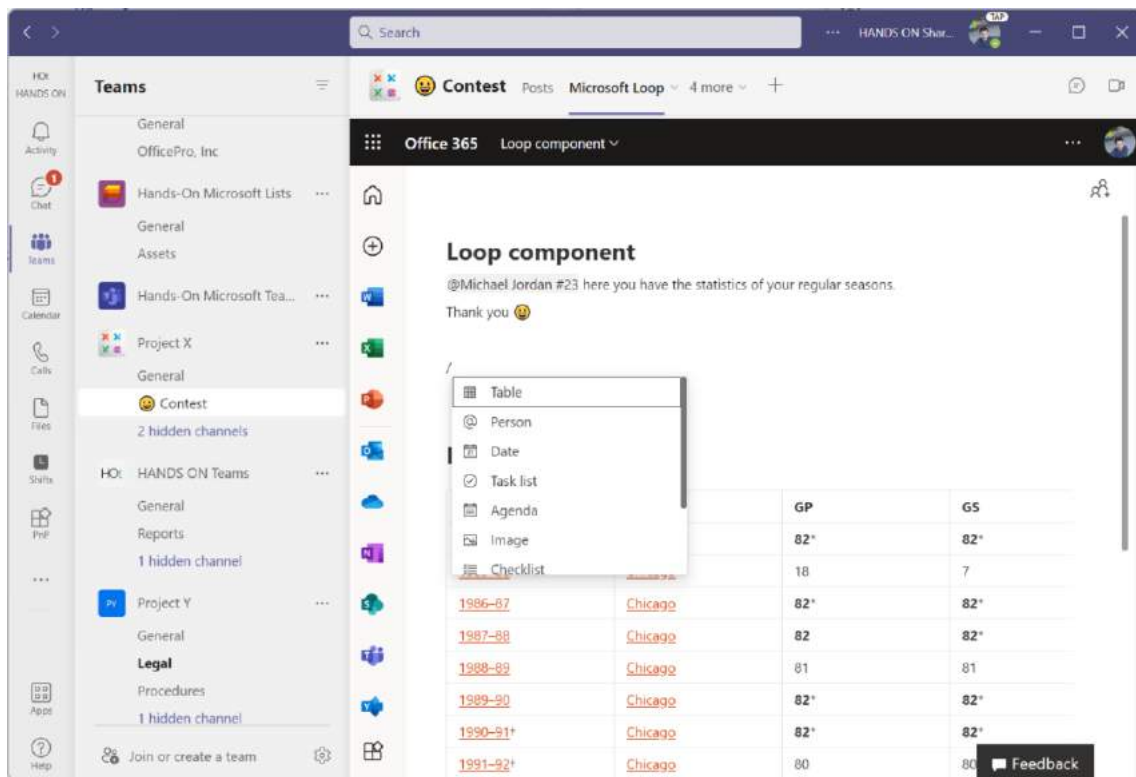 TAP
Search
HANDS ON Shar...
HO:
HANDS ON
Activity
Chat
1
Teams
Calendar
Calls
Files
Shifts
PnP
Apps
Help
Teams
General
OfficePro, Inc
Hands-On Microsoft Lists
General
Assets
Hands-On Microsoft Tea...
Project X
General
Contest
2 hidden channels
HO:
HANDS ON Teams
General
Reports
1 hidden channel
PY
Project Y
General
Legal
Procedures
1 hidden channel
Join or create a team
Contest Posts Microsoft Loop 4 more
Office 365 Loop component
Loop component
@Michael Jordan #23 here you have the statistics of your regular seasons.
Thank you
/
Table
Person
Date
Task list
Agenda
Image
Checklist
GP GS
82* 82*
18 7
1986–87 Chicago 82* 82*
1987–88 Chicago 82 82*
1988–89 Chicago 81 81
1989–90 Chicago 82* 82*
1990–91† Chicago 82* 82*
1991–92† Chicago 80 80
Feedback